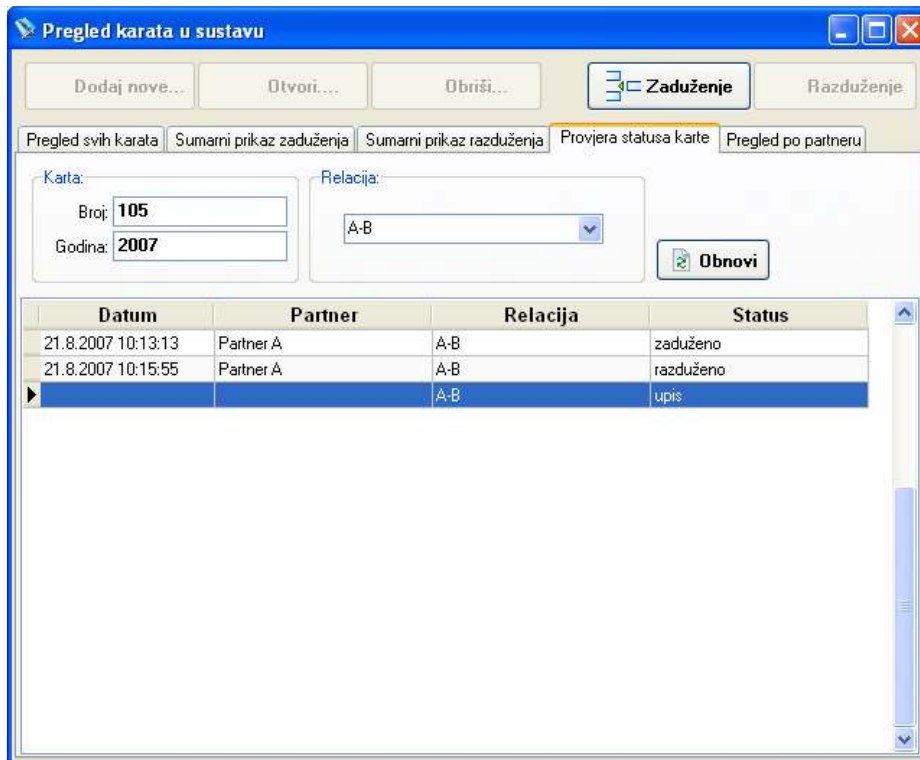 Pregled karata u sustavu
Dodaj nove... Otvori.... Obriši... Zaduženje Razduženje
Pregled svih karata Sumarni prikaz zaduženja Sumarni prikaz razduženja Provjera statusa karte Pregled po partneru
Karta: Relacija:
Broj: 105
A-B
Godina: 2007
Obnovi
Datum Partner Relacija Status
21.8.2007 10:13:13 Partner A A-B zaduženo
21.8.2007 10:15:55 Partner A A-B razduženo
A-B upis